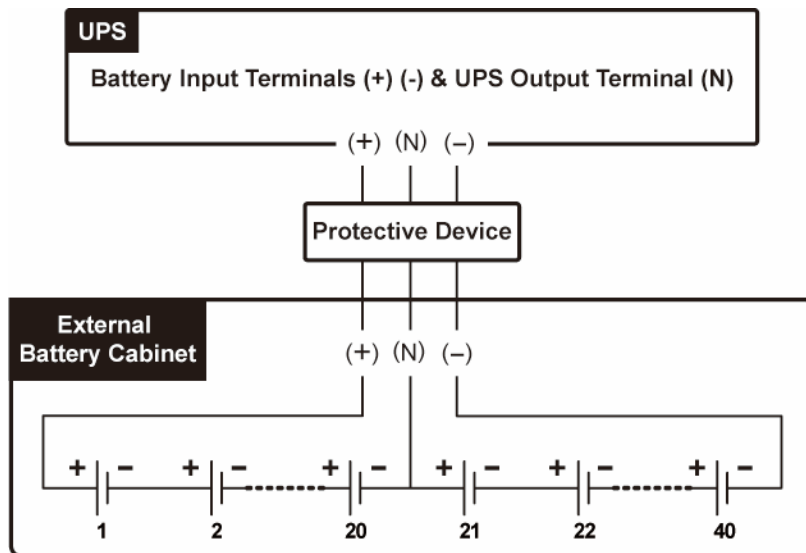 UPS
Battery Input Terminals (+) (-) & UPS Output Terminal (N)
(+) (N) (−)
Protective Device
External
Battery Cabinet
(+) (N) (−)
+ − + − + − + − + − + −
1 2 20 21 22 40